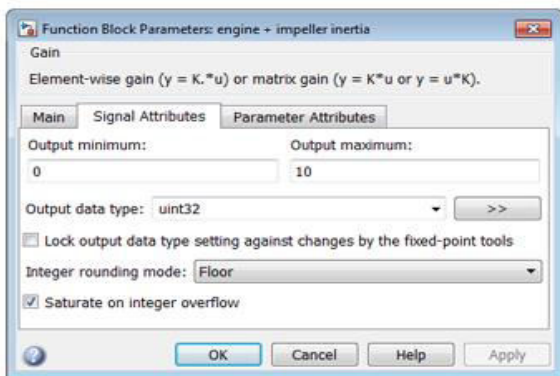 Function Block Parameters: engine + impeller inertia
Gain
Element-wise gain (y = K.*u) or matrix gain (y = K*u or y = u*K).
Main Signal Attributes Parameter Attributes
Output minimum: Output maximum:
0 10
Output data type: uint32 >>
Lock output data type setting against changes by the fixed-point tools
Integer rounding mode: Floor
Saturate on integer overflow
OK Cancel Help Apply